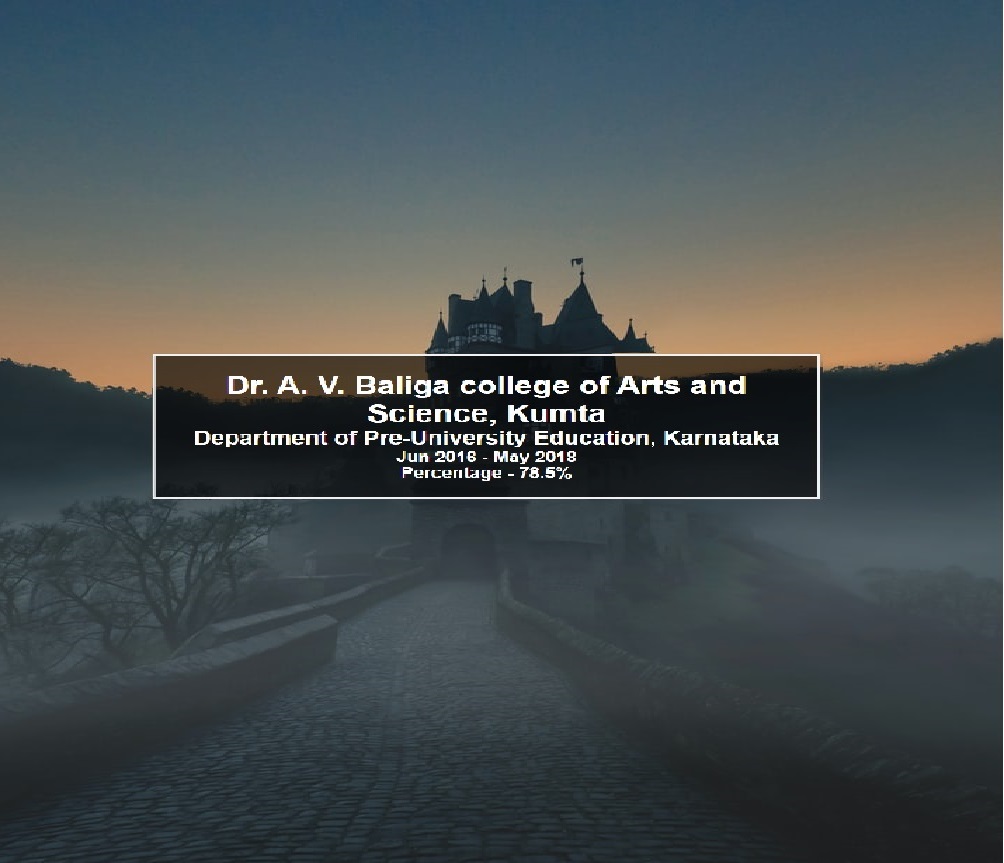 Dr. A. V. Baliga college of Arts and
Science, Kumta
Department of Pre-University Education, Karnataka
Jun 2018 - May 2018
Percentage - 78.5%